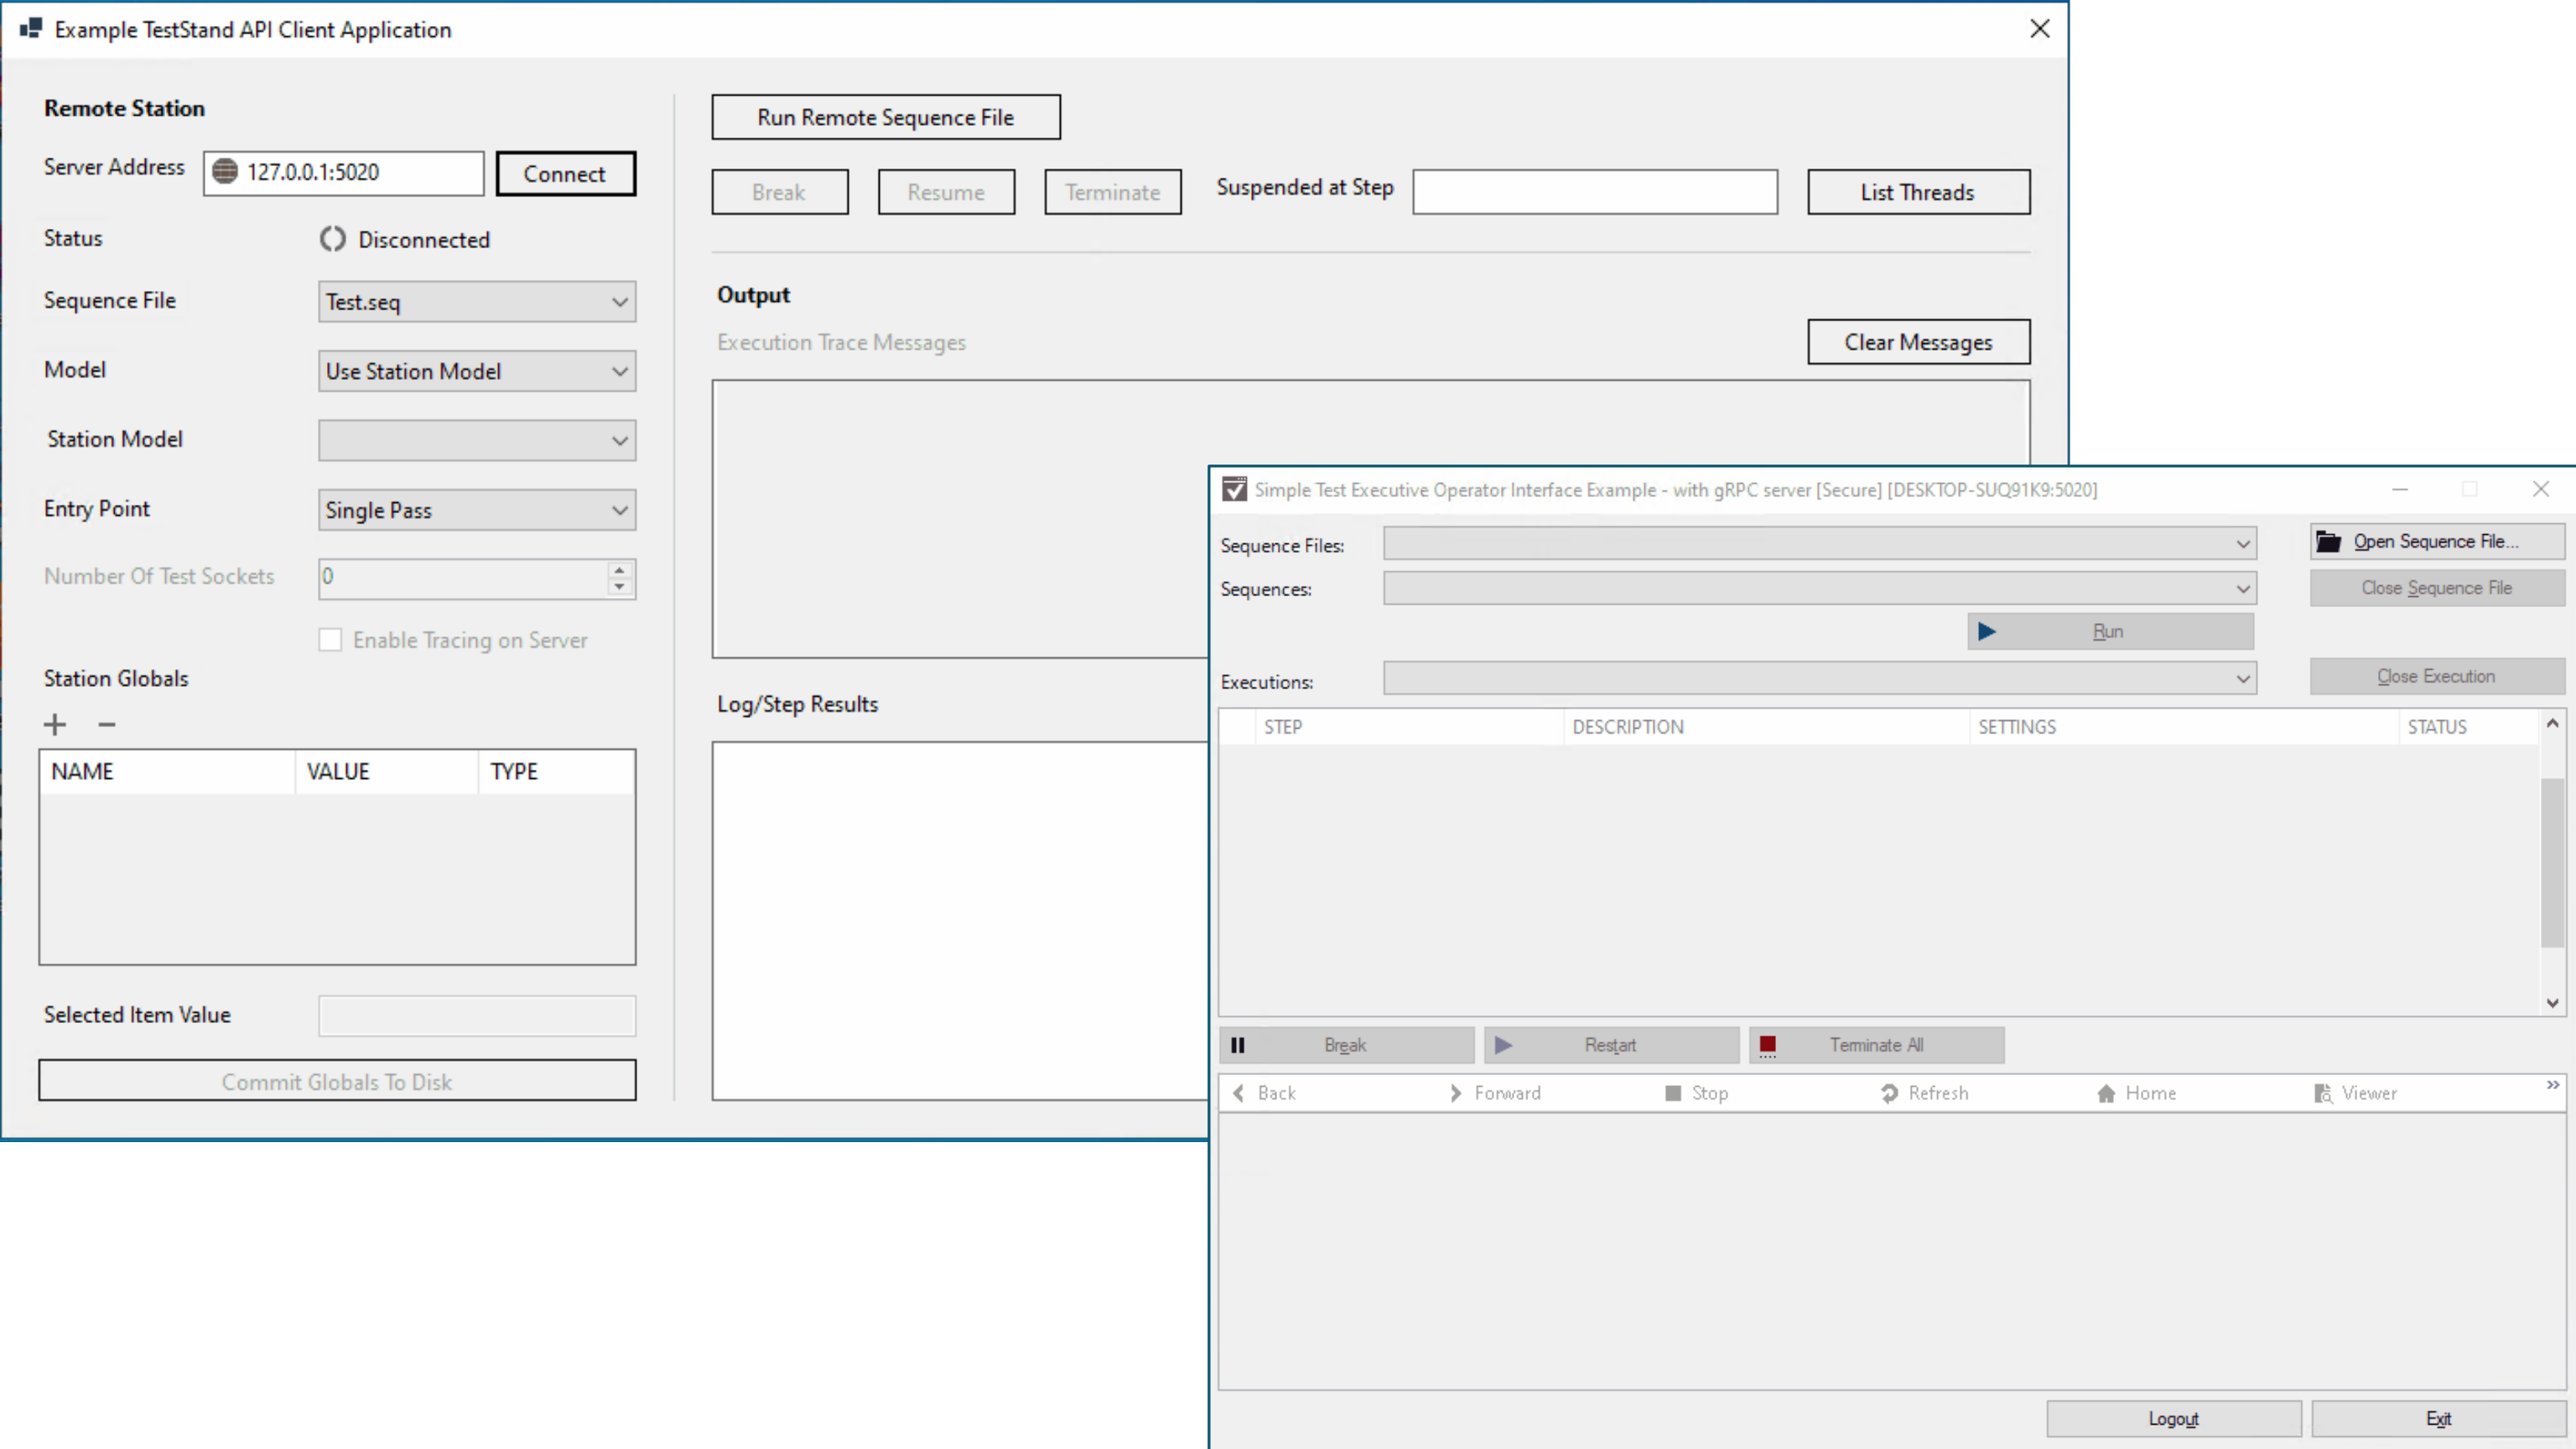 Example TestStand API Client Application
Remote Station
Server Address 127.0.0.1:5020 Connect
Status Disconnected
Sequence File Test.seq
Model Use Station Model
Station Model
Entry Point Single Pass
Number Of Test Sockets 0
Enable Tracing on Server
Station Globals
NAME VALUE TYPE
Selected Item Value
Commit Globals To Disk
Run Remote Sequence File
Break Resume Terminate Suspended at Step List Threads
Output
Execution Trace Messages Clear Messages
Log/Step Results
Simple Test Executive Operator Interface Example - with gRPC server [Secure] [DESKTOP-SUQ91K9:5020]
Sequence Files: Open Sequence File...
Sequences: Close Sequence File
Run
Executions: Close Execution
STEP DESCRIPTION SETTINGS STATUS
Break Restart Terminate All
Back Forward Stop Refresh Home Viewer »
Logout Exit